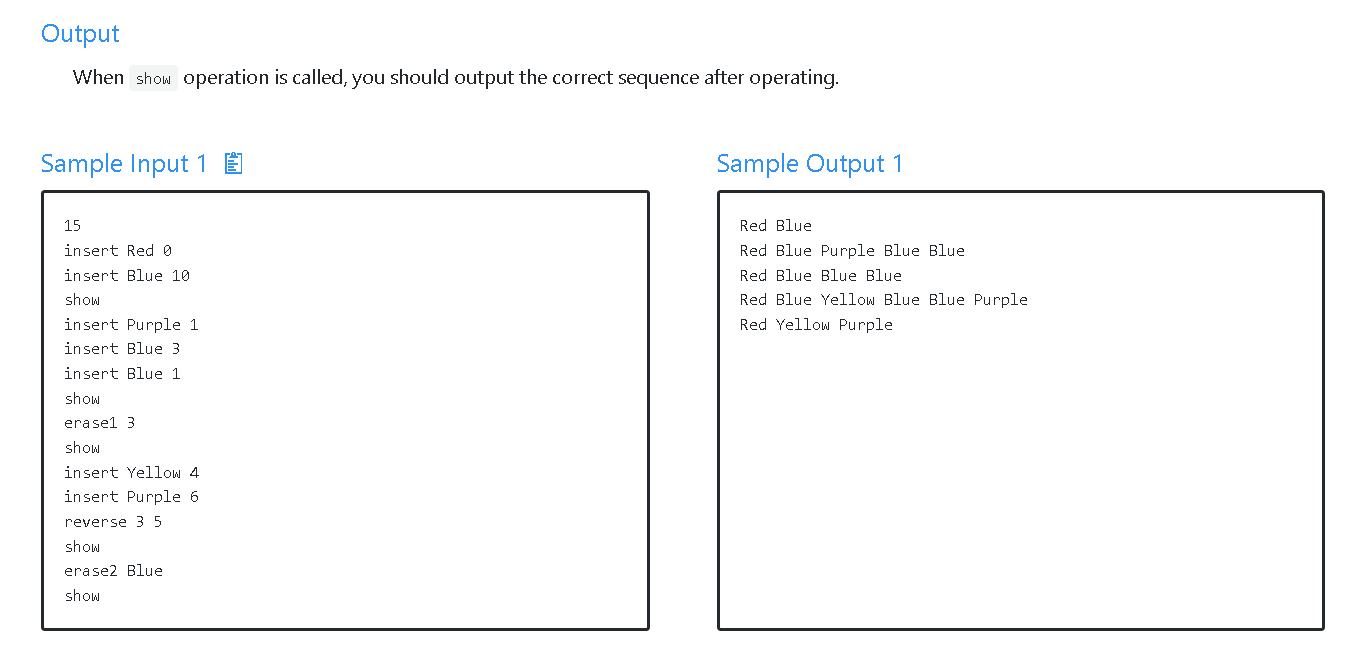 Output
When show operation is called, you should output the correct sequence after operating.
Sample Input 1
15
insert Red 0
insert Blue 10
show
insert Purple 1
insert Blue 3
insert Blue 1
show
erase1 3
show
insert Yellow 4
insert Purple 6
reverse 3 5
show
erase2 Blue
show
Sample Output 1
Red Blue
Red Blue Purple Blue Blue
Red Blue Blue Blue
Red Blue Yellow Blue Blue Purple
Red Yellow Purple